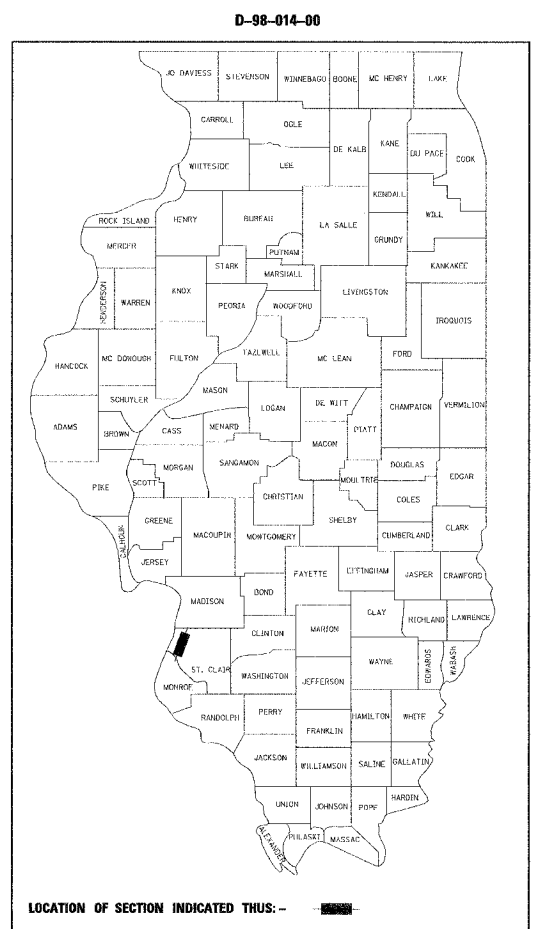 D-98-014-00
JO DAVIESS STEVENSON WINNEBAGO BOONE MC HENRY LAKE
CARROLL OGLE
DE KALB KANE DU PAGE COOK
WHITESIDE LEE
KENDALL
ROCK ISLAND HENRY BUREAU LA SALLE GRUNDY WILL
MERCER PUTNAM
STARK MARSHALL KANKAKEE
HENDERSON WARREN KNOX PEORIA WOODFORD LIVINGSTON IROQUOIS
HANCOCK MC DONOUGH FULTON TAZEWELL MC LEAN FORD
MASON
SCHUYLER LOGAN DE WITT CHAMPAIGN VERMILION
ADAMS BROWN CASS MENARD MACON PIATT
MORGAN SANGAMON DOUGLAS
PIKE SCOTT CHRISTIAN MOULTRIE EDGAR
COLES
CALHOUN GREENE MACOUPIN MONTGOMERY SHELBY CUMBERLAND CLARK
JERSEY
FAYETTE EFFINGHAM JASPER CRAWFORD
MADISON BOND
CLINTON MARION CLAY RICHLAND LAWRENCE
ST. CLAIR WAYNE EDWARDS WABASH
MONROE WASHINGTON JEFFERSON
RANDOLPH PERRY HAMILTON WHITE
FRANKLIN
JACKSON WILLIAMSON SALINE GALLATIN
UNION JOHNSON POPE HARDIN
ALEXANDER PULASKI MASSAC
LOCATION OF SECTION INDICATED THUS: -